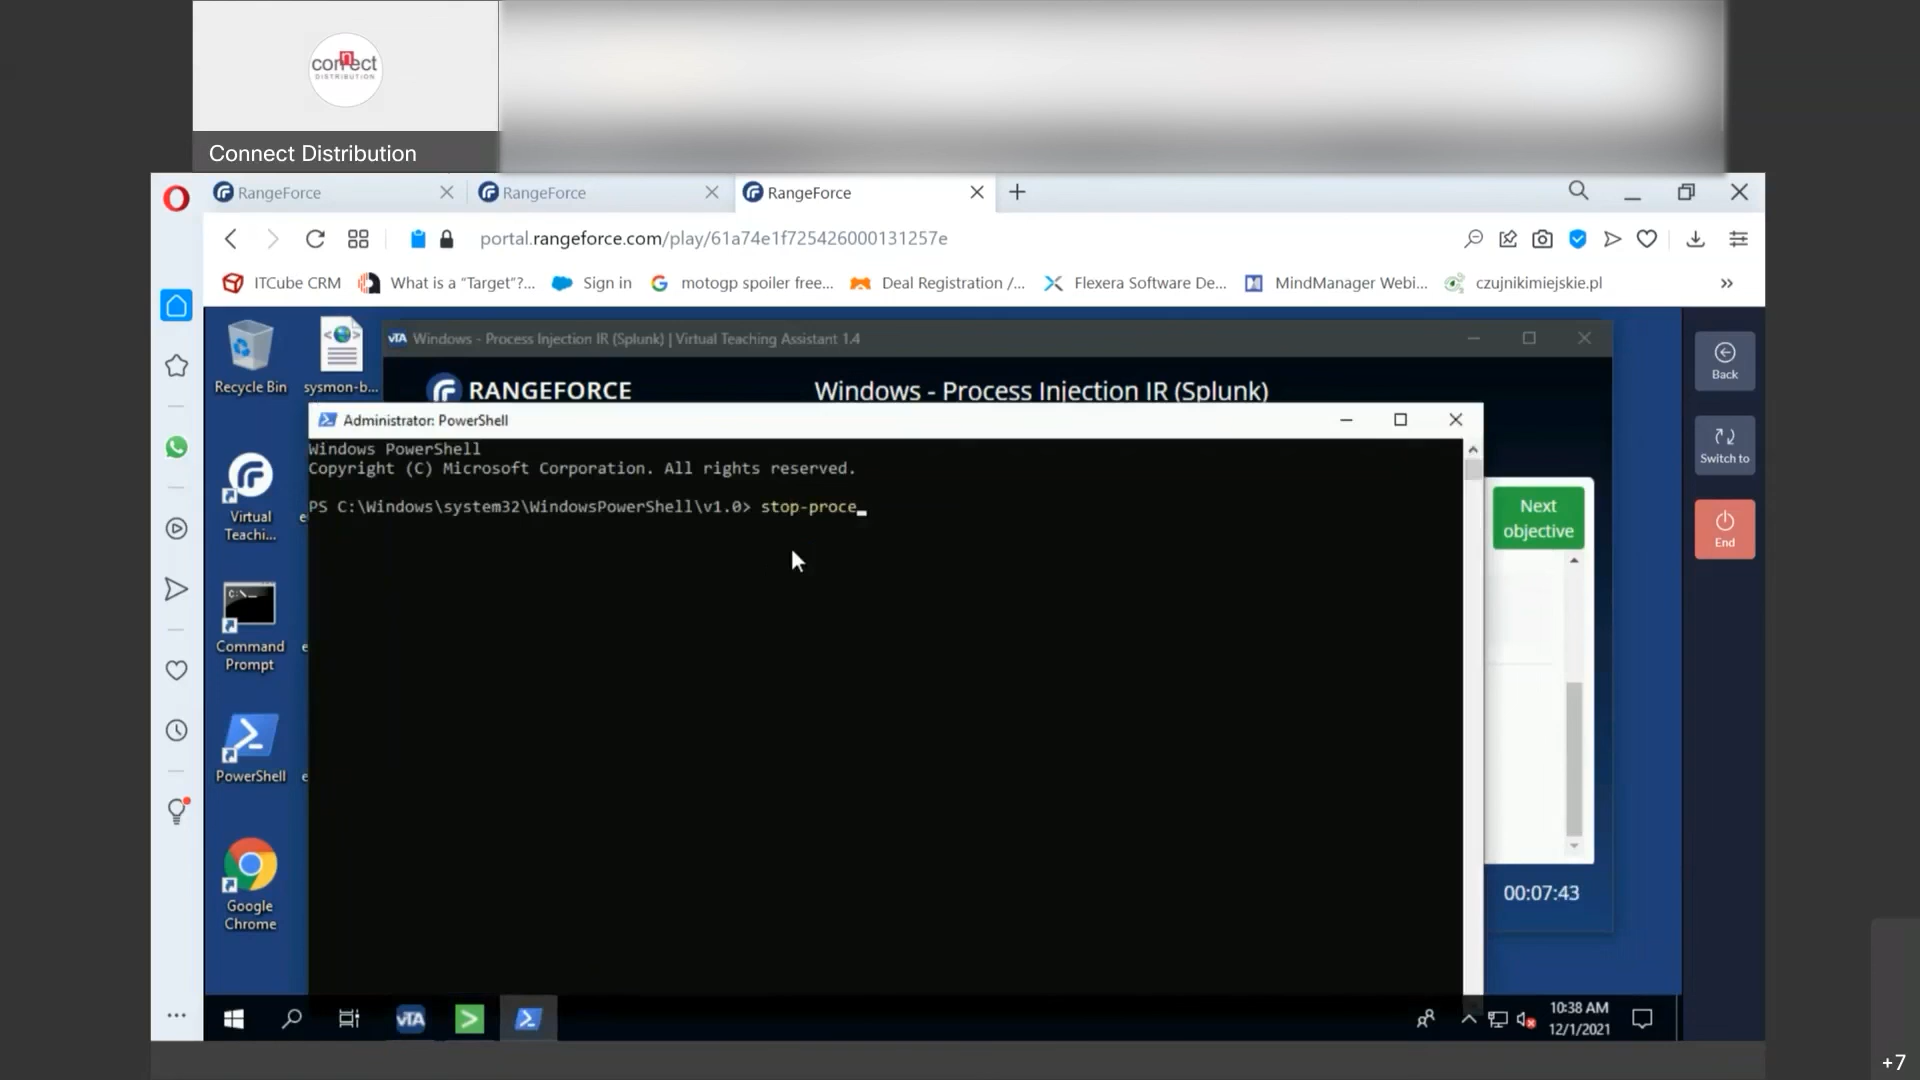 connect
DISTRIBUTION
Connect Distribution
RangeForce
RangeForce
RangeForce
portal.rangeforce.com/play/61a74e1f725426000131257e
ITCube CRM
What is a “Target”?...
Sign in
motogp spoiler free...
Deal Registration /...
Flexera Software De...
MindManager Webi...
czujnikimiejskie.pl
Recycle Bin
sysmon-b...
vTA Windows - Process Injection IR (Splunk) | Virtual Teaching Assistant 1.4
RANGEFORCE
Windows - Process Injection IR (Splunk)
Back
Switch to
End
Administrator: PowerShell
Windows PowerShell
Copyright (C) Microsoft Corporation. All rights reserved.
PS C:\Windows\system32\WindowsPowerShell\v1.0> stop-proce_
Next
objective
Virtual
Teachi...
Command
Prompt
PowerShell
Google
Chrome
00:07:43
vTA
10:38 AM
12/1/2021
+7